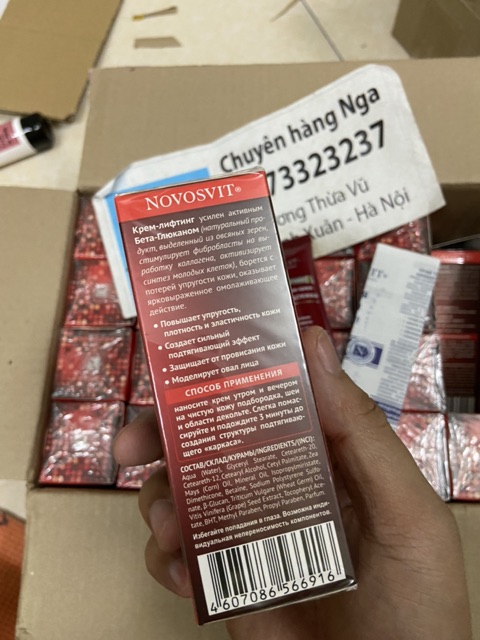 Chuyên hàng Nga
73323237
ơng Thừa Vũ
Xuân - Hà Nội
NOVOSVIT®
Крем-лифтинг усилен активным
Бета-Глюканом (натуральный про-
дукт, выделенный из овсяных зерен,
стимулирует фибробласты на вы-
работку коллагена, активизирует
синтез молодых клеток), борется с
потерей упругости кожи, оказывает
ярковыраженное омолаживающее
действие.
• Повышает упругость,
плотность и эластичность кожи
• Создает сильный
подтягивающий эффект
• Защищает от провисания кожи
• Моделирует овал лица
СПОСОБ ПРИМЕНЕНИЯ
наносите крем утром и вечером
на чистую кожу подбородка, шеи
и области декольте. Слегка помас-
сируйте и подождите 3 минуты до
создания структуры подтягиваю-
щего «каркаса».
СОСТАВ/СКЛАД/КУРАМЫ/INGREDIENTS/(INCI):
Aqua (Water), Glyceryl Stearate, Ceteareth-20,
Ceteareth-12, Cetearyl Alcohol, Cetyl Palmitate, Zea
Mays (Corn) Oil, Mineral Oil, Isopropylmyristate,
Dimethicone, Betaine, Sodium Polystyrene Sulfo-
nate, β-Glucan, Triticum Vulgare (Wheat Germ) Oil,
Vitis Vinifera (Grape) Seed Extract, Tocopheryl Ace-
tate, BHT, Methyl Paraben, Propyl Paraben, Parfum.
Избегайте попадания в глаза. Возможна инди-
видуальная непереносимость компонентов.
4607086566916